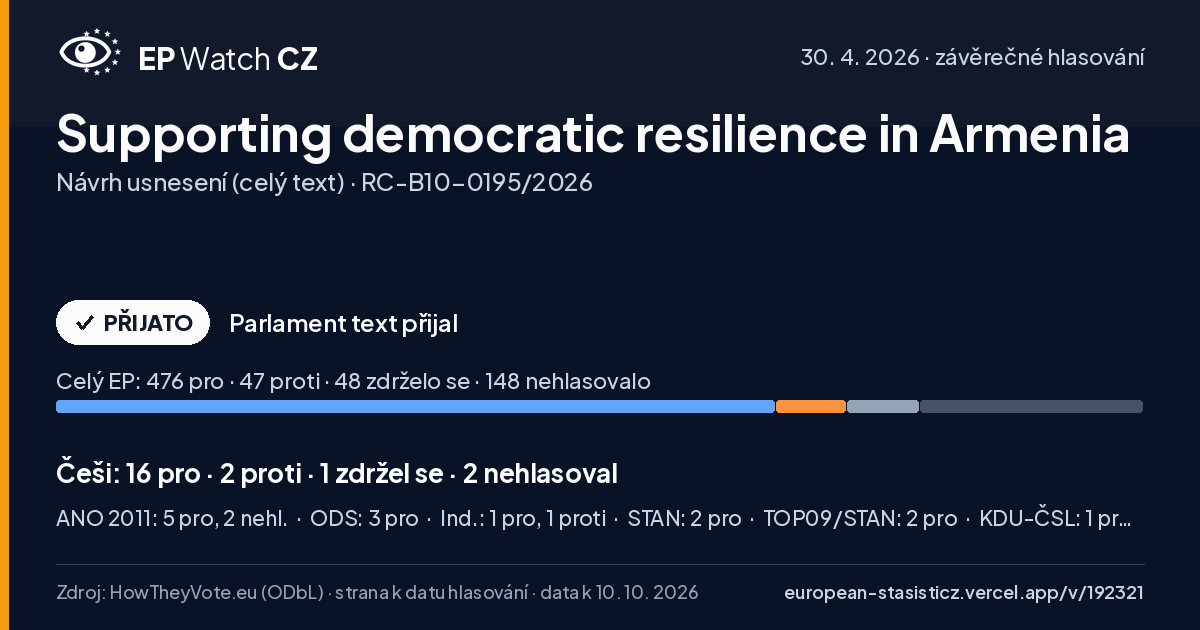 EP Watch CZ
30. 4. 2026 · závěrečné hlasování
Supporting democratic resilience in Armenia
Návrh usnesení (celý text) · RC-B10-0195/2026
✓ PŘIJATO
Parlament text přijal
Celý EP: 476 pro · 47 proti · 48 zdrželo se · 148 nehlasovalo
Češi: 16 pro · 2 proti · 1 zdržel se · 2 nehlasoval
ANO 2011: 5 pro, 2 nehl. · ODS: 3 pro · Ind.: 1 pro, 1 proti · STAN: 2 pro · TOP09/STAN: 2 pro · KDU-ČSL: 1 pr…
Zdroj: HowTheyVote.eu (ODbL) · strana k datu hlasování · data k 10. 10. 2026
european-stasisticz.vercel.app/v/192321